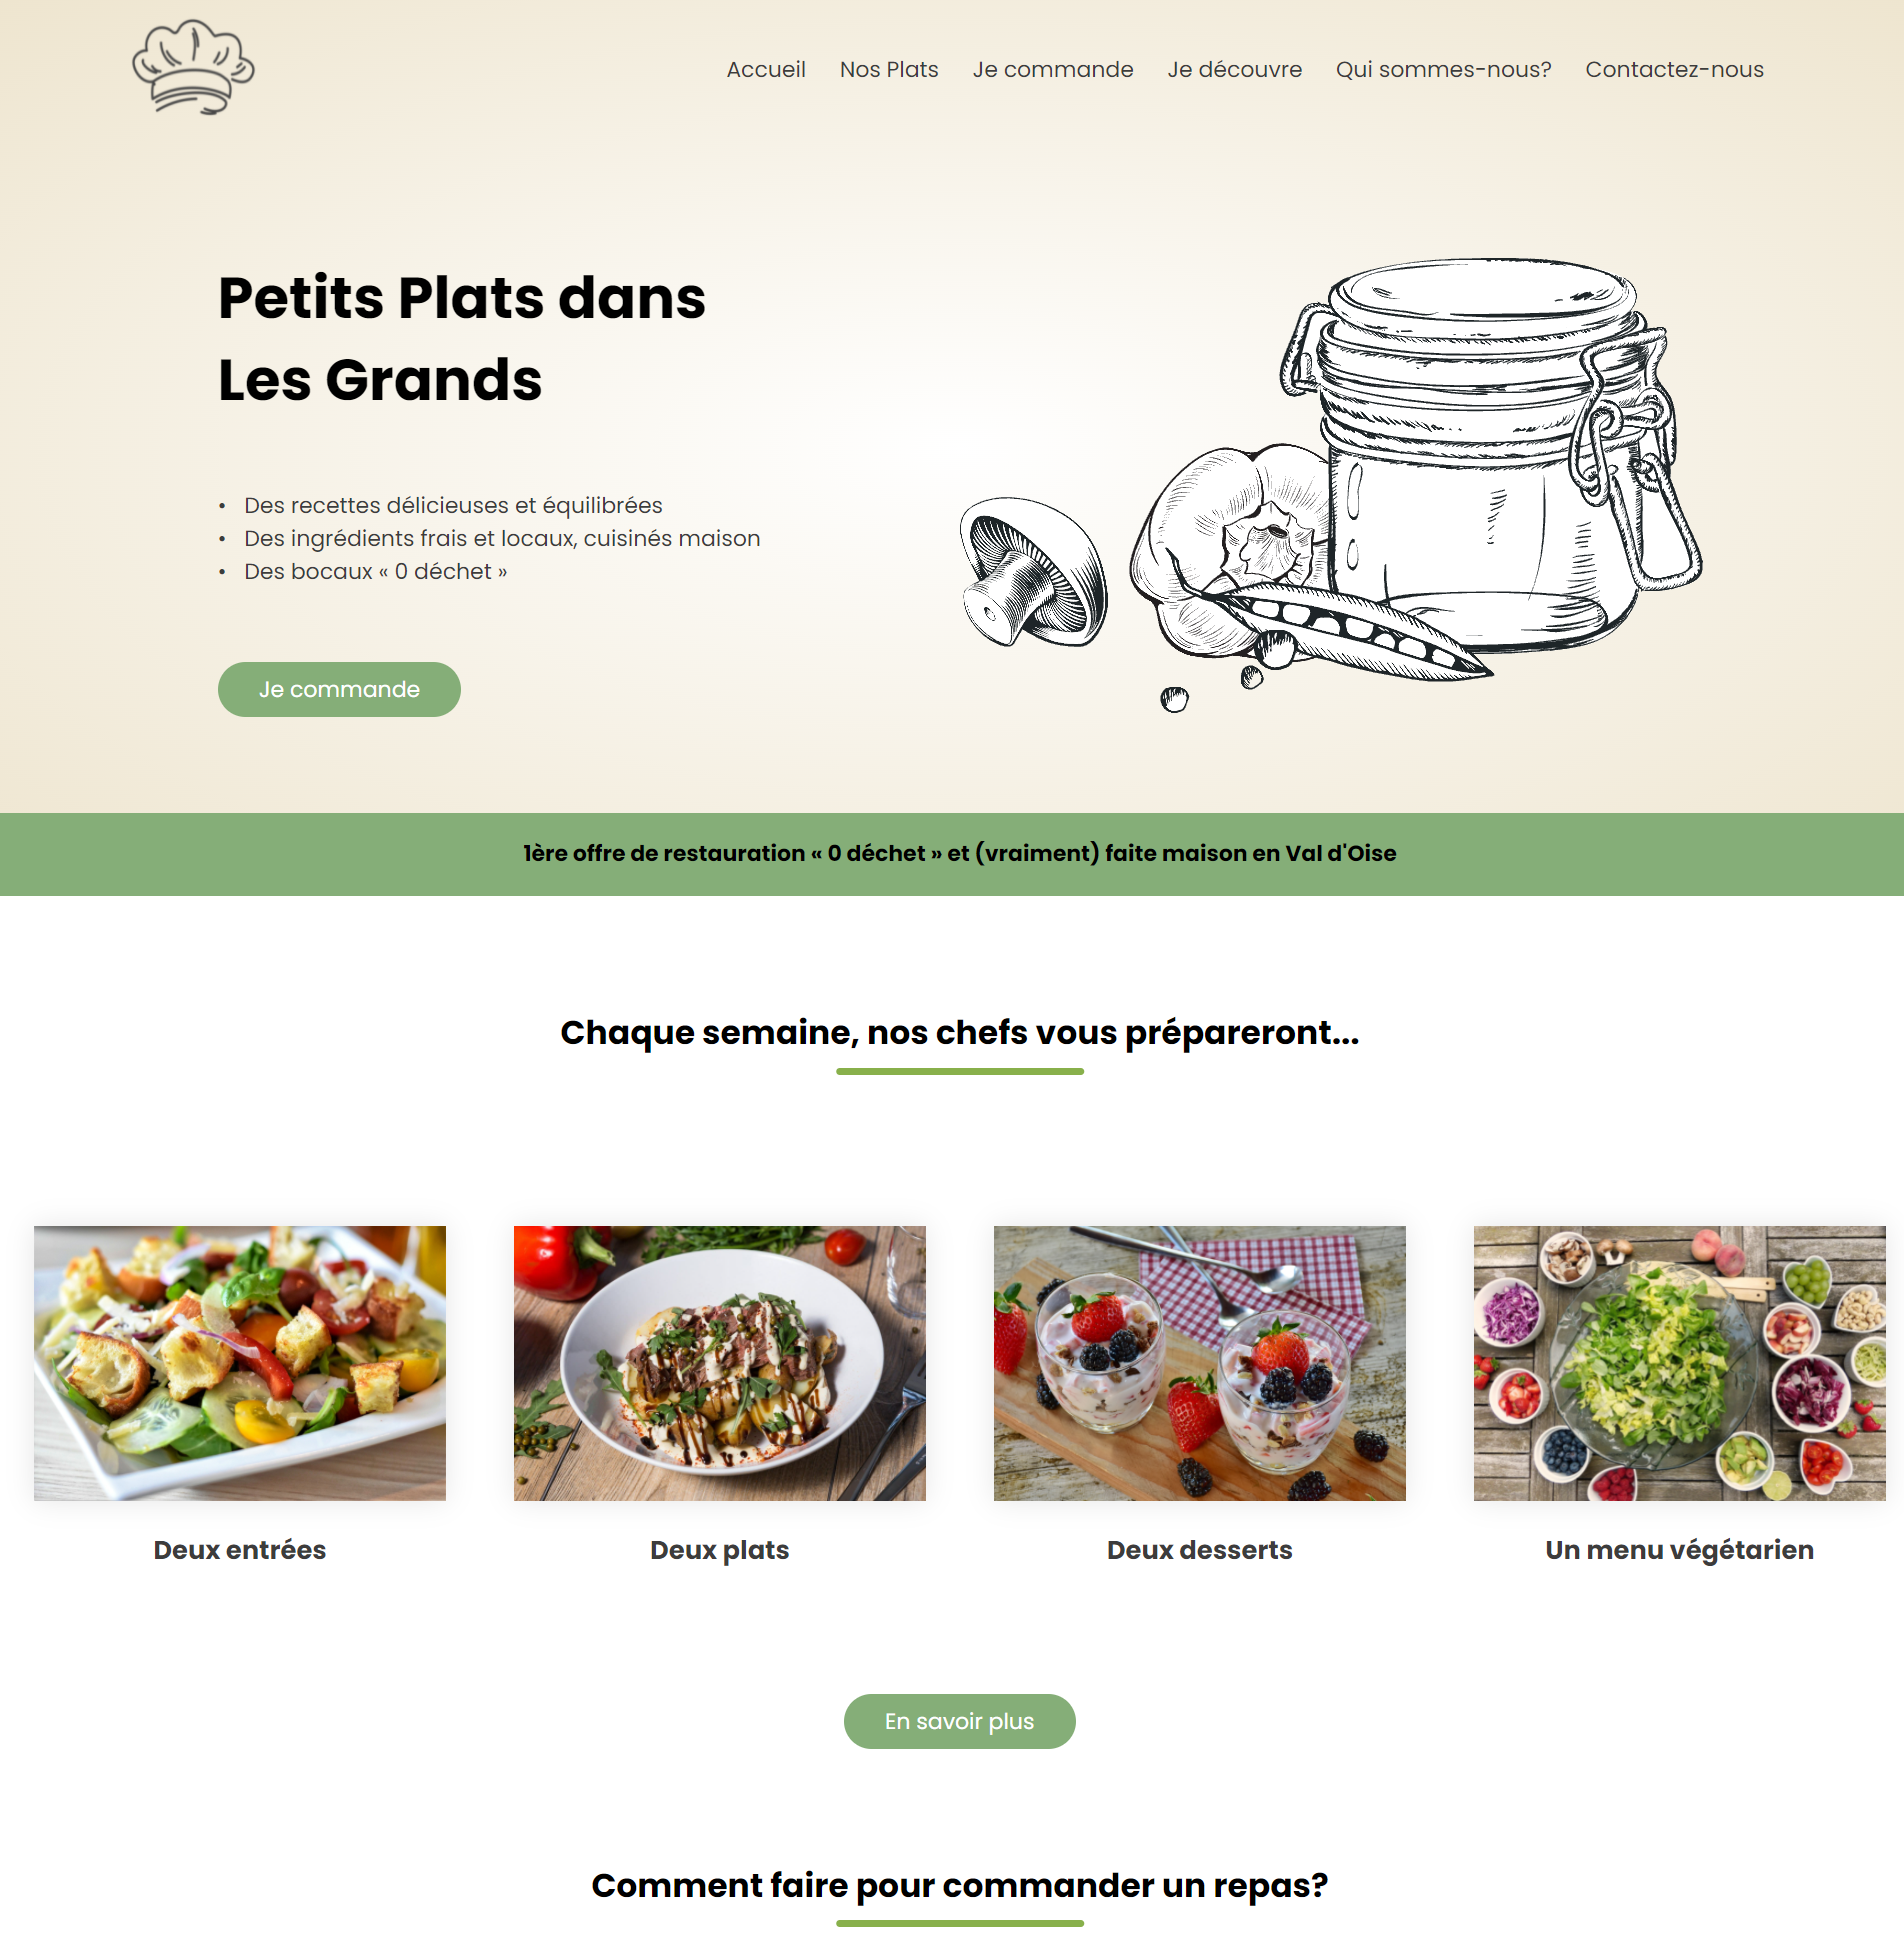 Accueil Nos Plats Je commande Je découvre Qui sommes-nous? Contactez-nous
Petits Plats dans
Les Grands
• Des recettes délicieuses et équilibrées
• Des ingrédients frais et locaux, cuisinés maison
• Des bocaux « 0 déchet »
Je commande
1ère offre de restauration « 0 déchet » et (vraiment) faite maison en Val d'Oise
Chaque semaine, nos chefs vous prépareront...
Deux entrées
Deux plats
Deux desserts
Un menu végétarien
En savoir plus
Comment faire pour commander un repas?